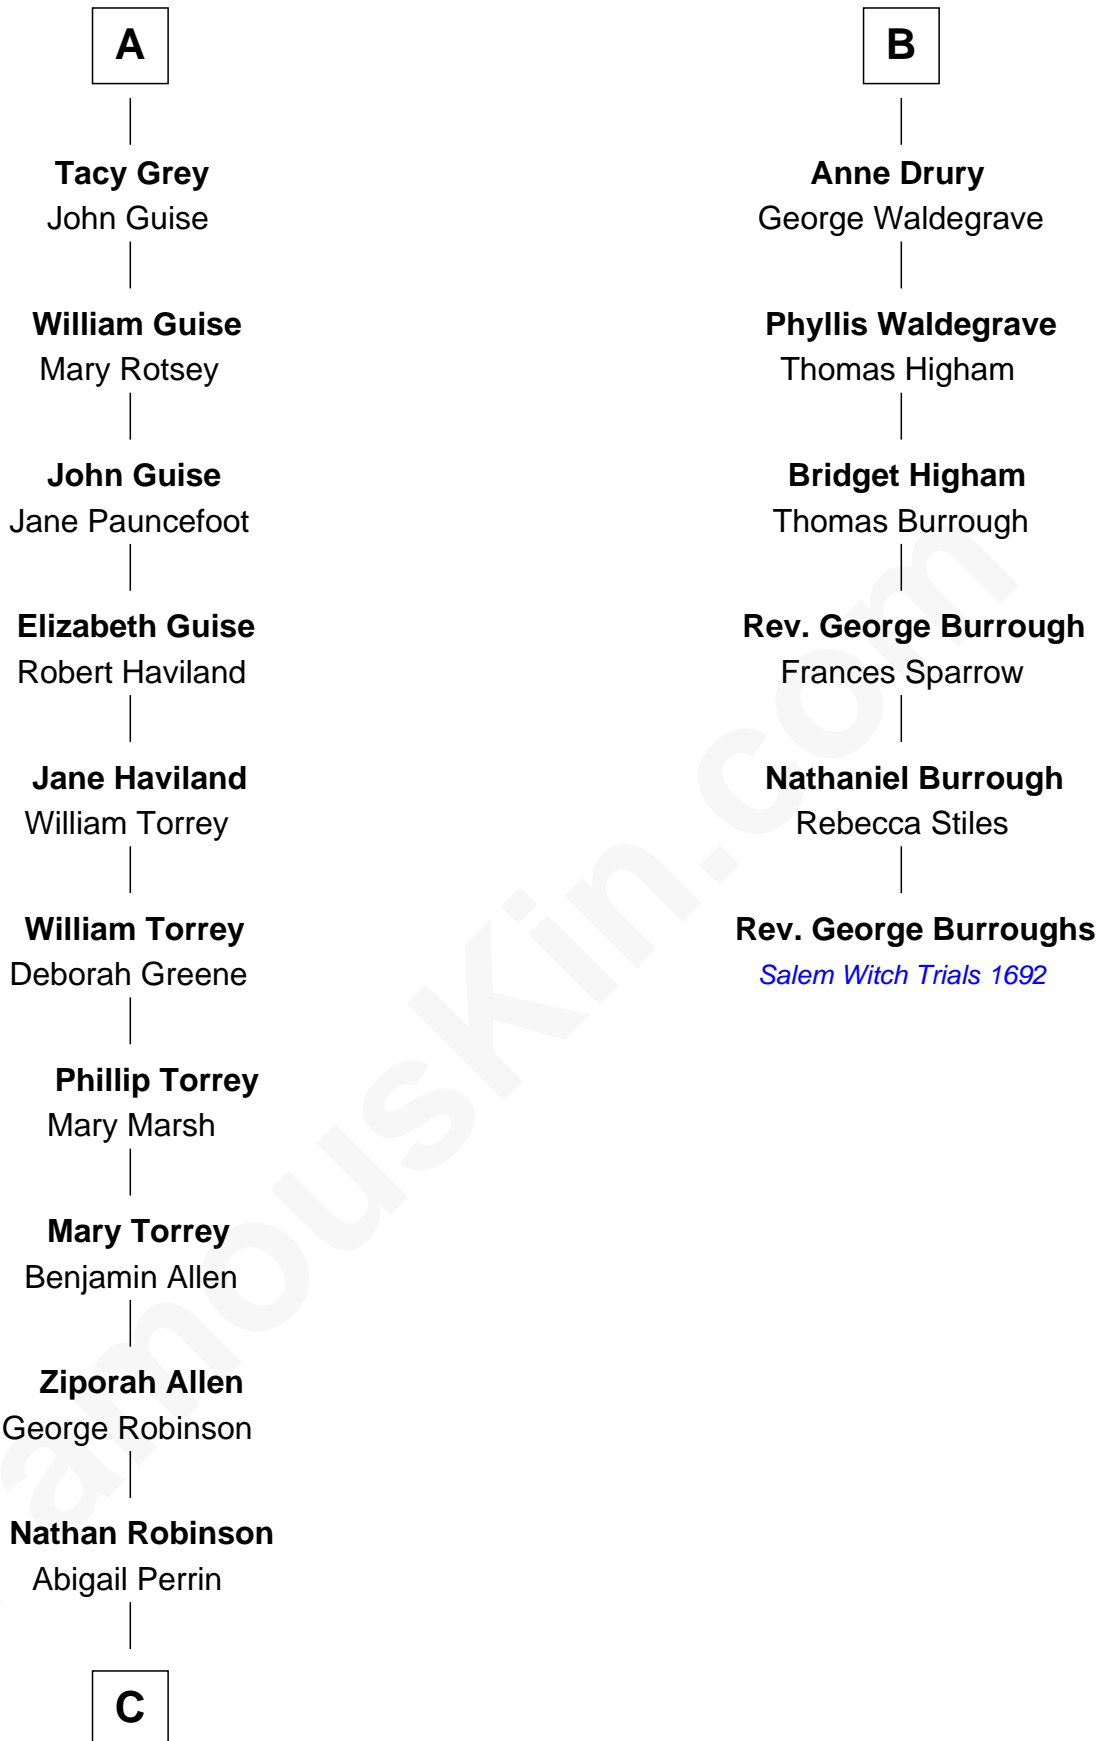 A
Tacy Grey
John Guise
William Guise
Mary Rotsey
John Guise
Jane Pauncefoot
Elizabeth Guise
Robert Haviland
Jane Haviland
William Torrey
William Torrey
Deborah Greene
Phillip Torrey
Mary Marsh
Mary Torrey
Benjamin Allen
Ziporah Allen
George Robinson
Nathan Robinson
Abigail Perrin
C
B
Anne Drury
George Waldegrave
Phyllis Waldegrave
Thomas Higham
Bridget Higham
Thomas Burrough
Rev. George Burrough
Frances Sparrow
Nathaniel Burrough
Rebecca Stiles
Rev. George Burroughs
Salem Witch Trials 1692
amousKin.com